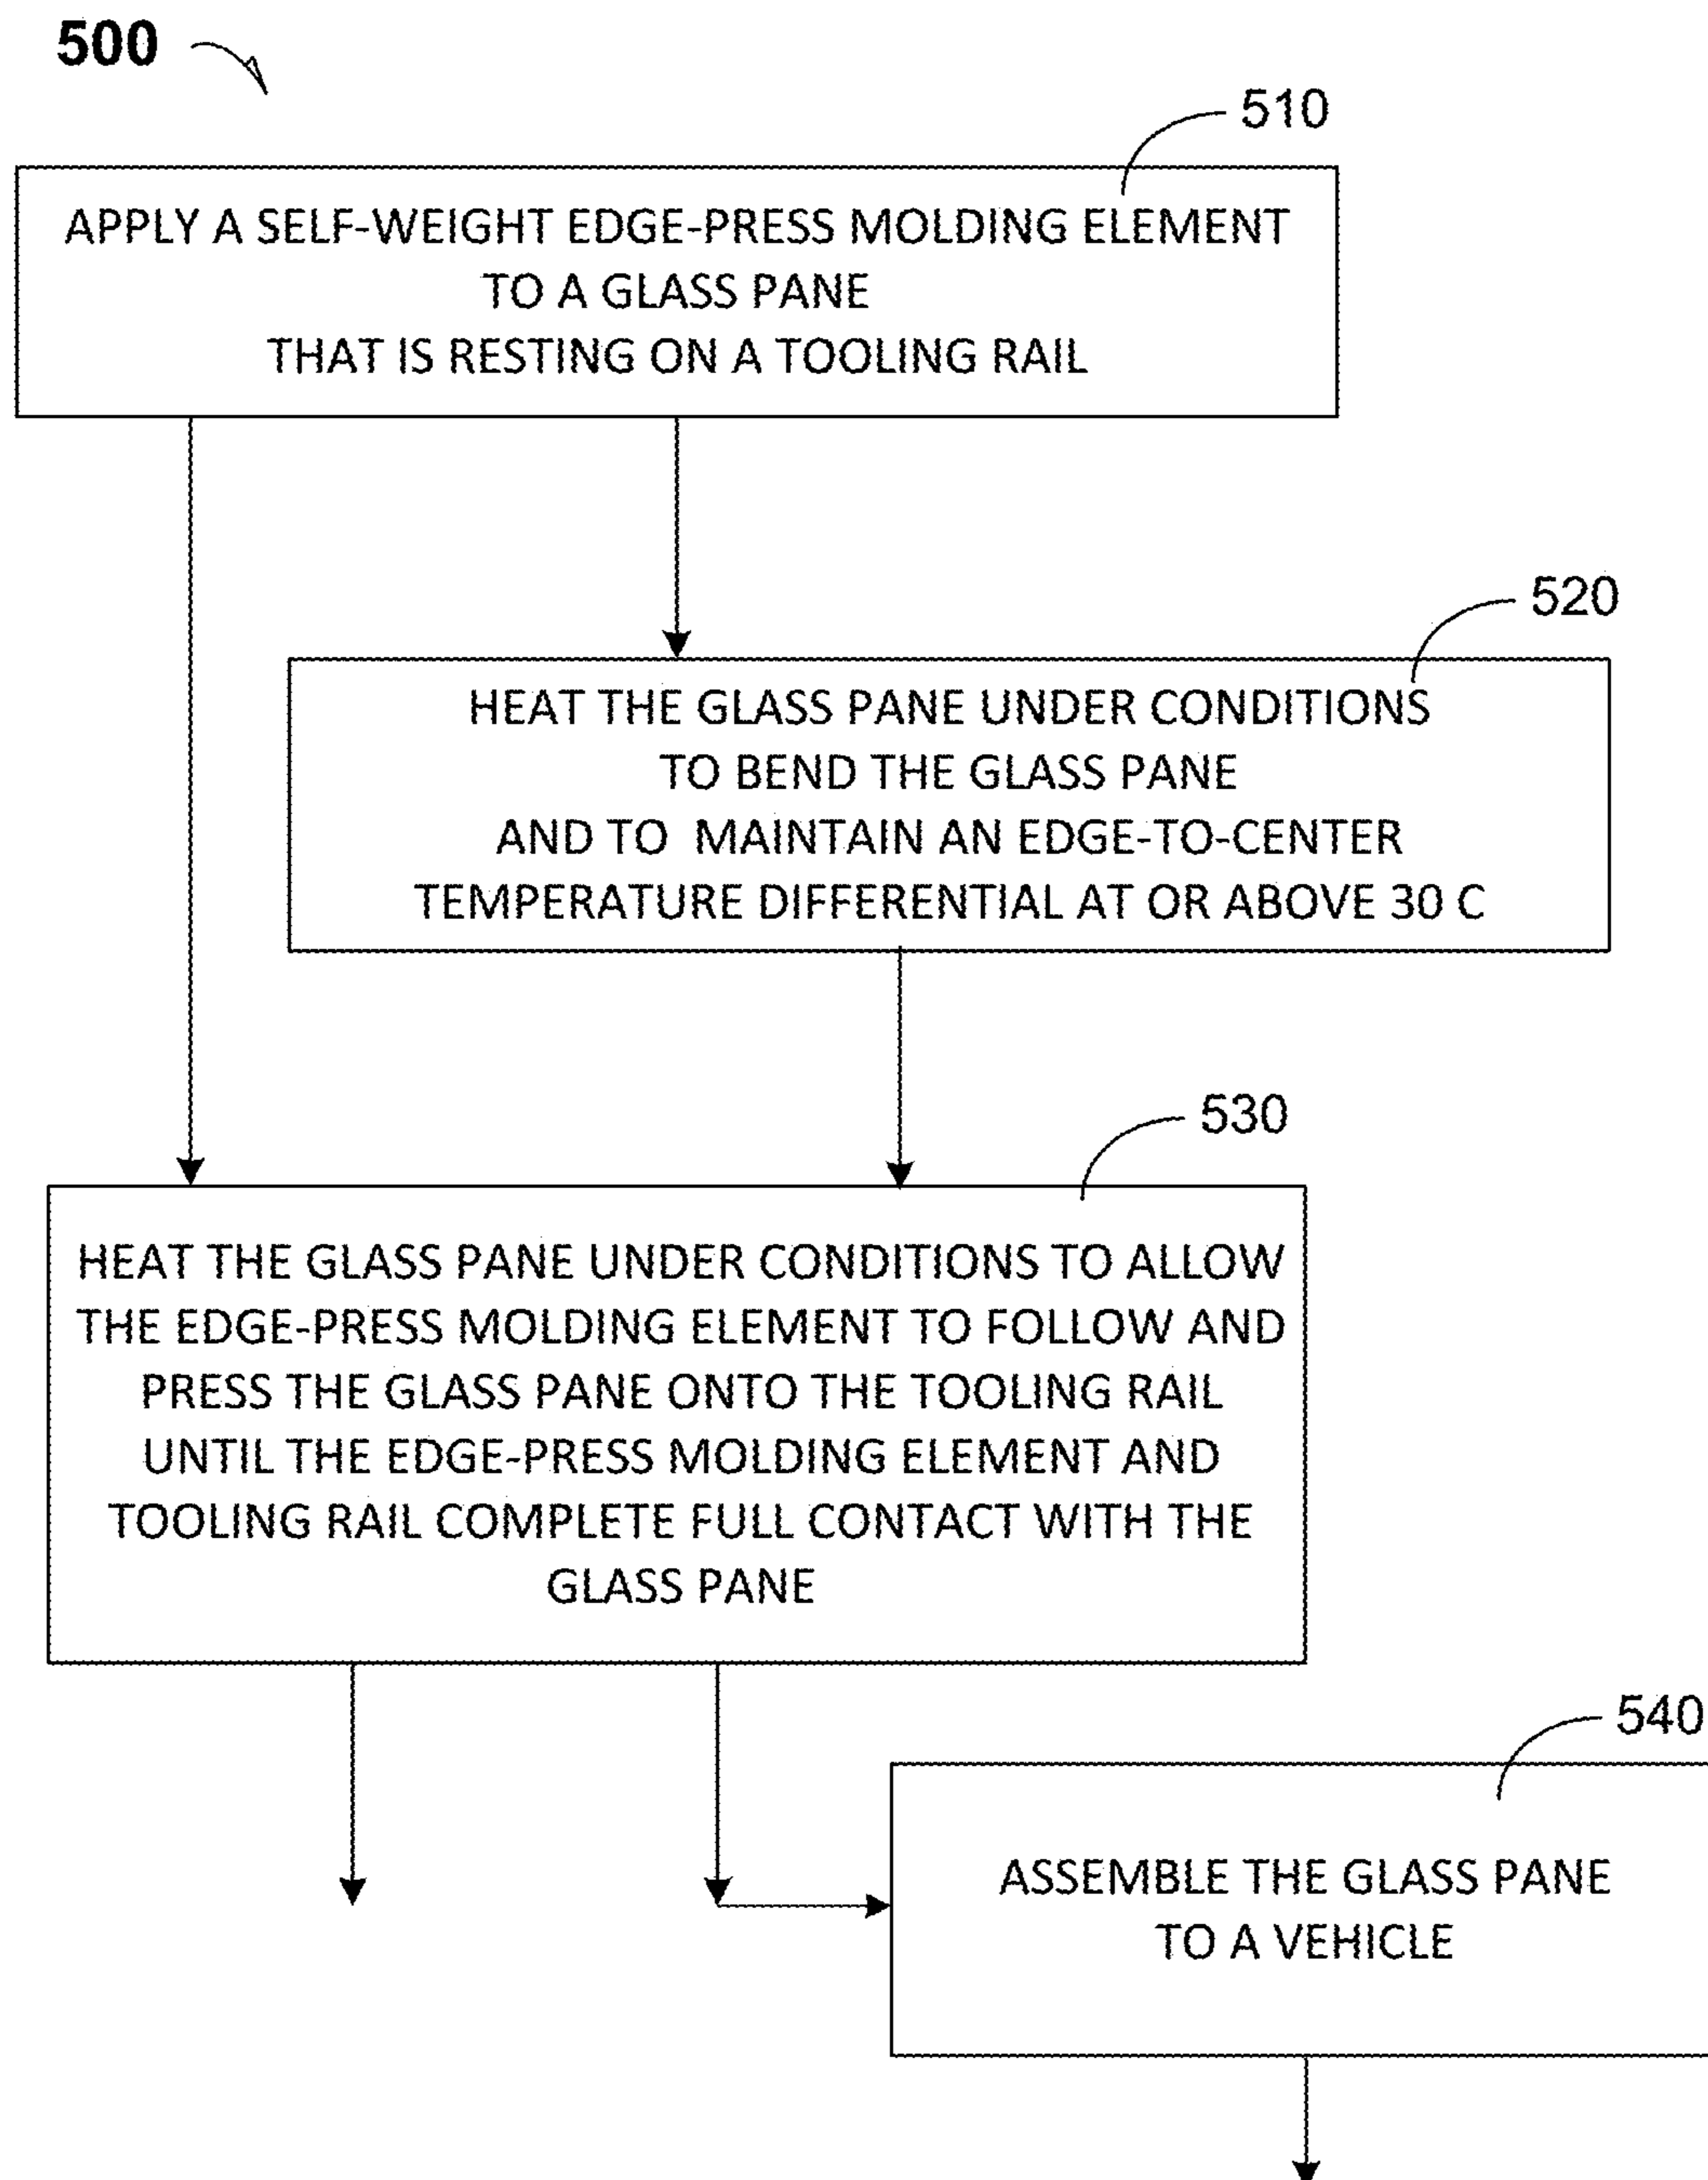 500
510
APPLY A SELF-WEIGHT EDGE-PRESS MOLDING ELEMENT
TO A GLASS PANE
THAT IS RESTING ON A TOOLING RAIL
520
HEAT THE GLASS PANE UNDER CONDITIONS
TO BEND THE GLASS PANE
AND TO MAINTAIN AN EDGE-TO-CENTER
TEMPERATURE DIFFERENTIAL AT OR ABOVE 30 C
530
HEAT THE GLASS PANE UNDER CONDITIONS TO ALLOW
THE EDGE-PRESS MOLDING ELEMENT TO FOLLOW AND
PRESS THE GLASS PANE ONTO THE TOOLING RAIL
UNTIL THE EDGE-PRESS MOLDING ELEMENT AND
TOOLING RAIL COMPLETE FULL CONTACT WITH THE
GLASS PANE
540
ASSEMBLE THE GLASS PANE
TO A VEHICLE